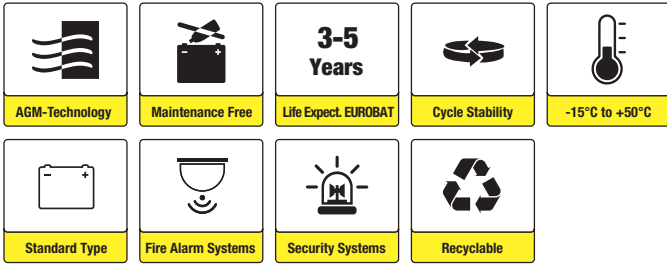 3-5
Years
AGM-Technology
Maintenance Free
Life Expect. EUROBAT
Cycle Stability
-15°C to +50°C
Standard Type
Fire Alarm Systems
Security Systems
Recyclable